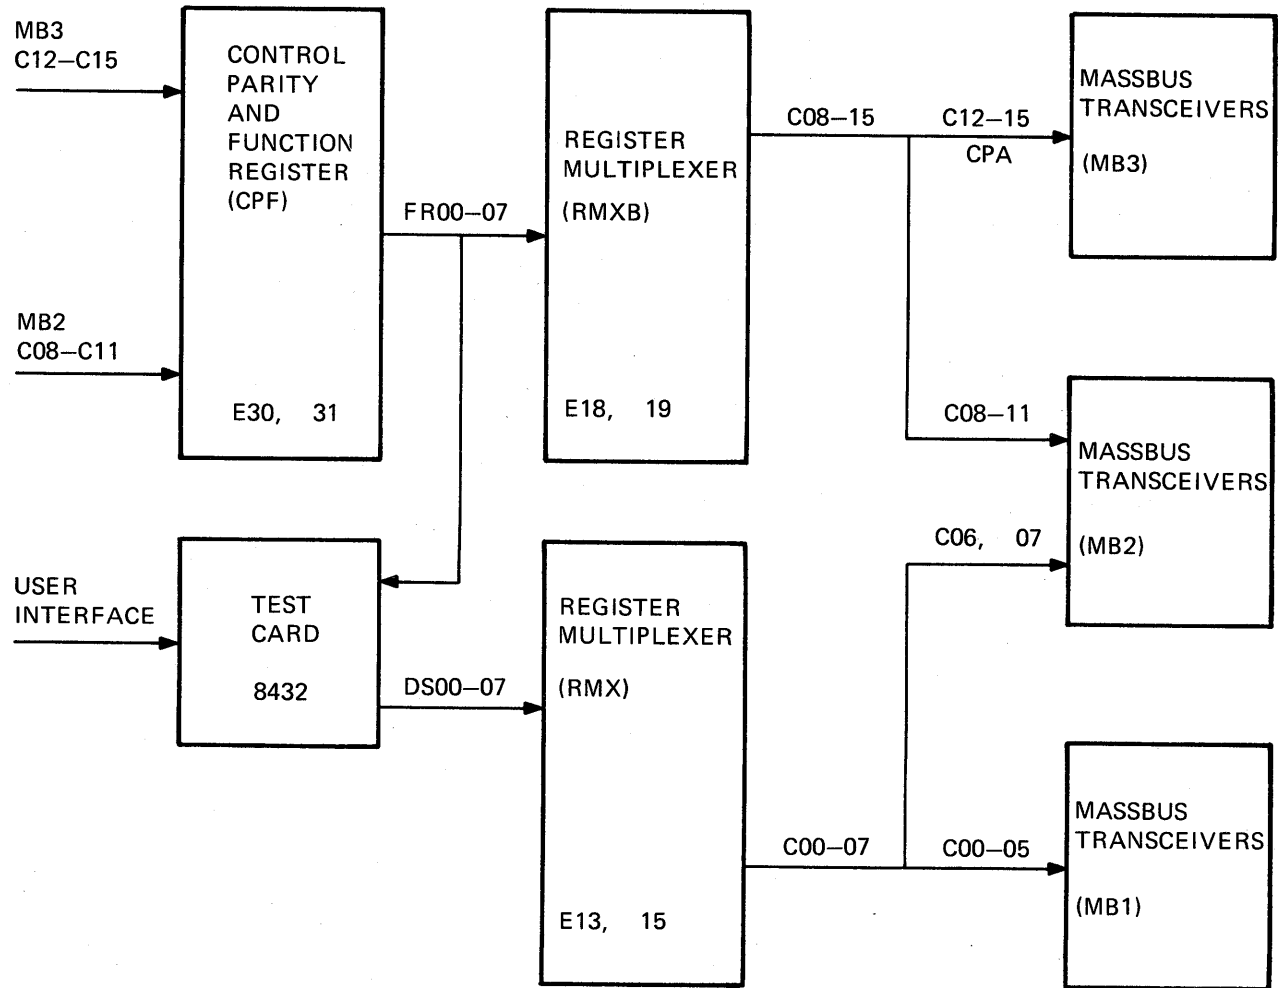 MB3
C12–C15
CONTROL
PARITY
AND
FUNCTION
REGISTER
(CPF)
E30, 31
MB2
C08–C11
FR00–07
REGISTER
MULTIPLEXER
(RMXB)
E18, 19
C08–15
C12–15
CPA
MASSBUS
TRANSCEIVERS
(MB3)
C08–11
MASSBUS
TRANSCEIVERS
(MB2)
C06, 07
USER
INTERFACE
TEST
CARD
8432
DS00–07
REGISTER
MULTIPLEXER
(RMX)
E13, 15
C00–07
C00–05
MASSBUS
TRANSCEIVERS
(MB1)